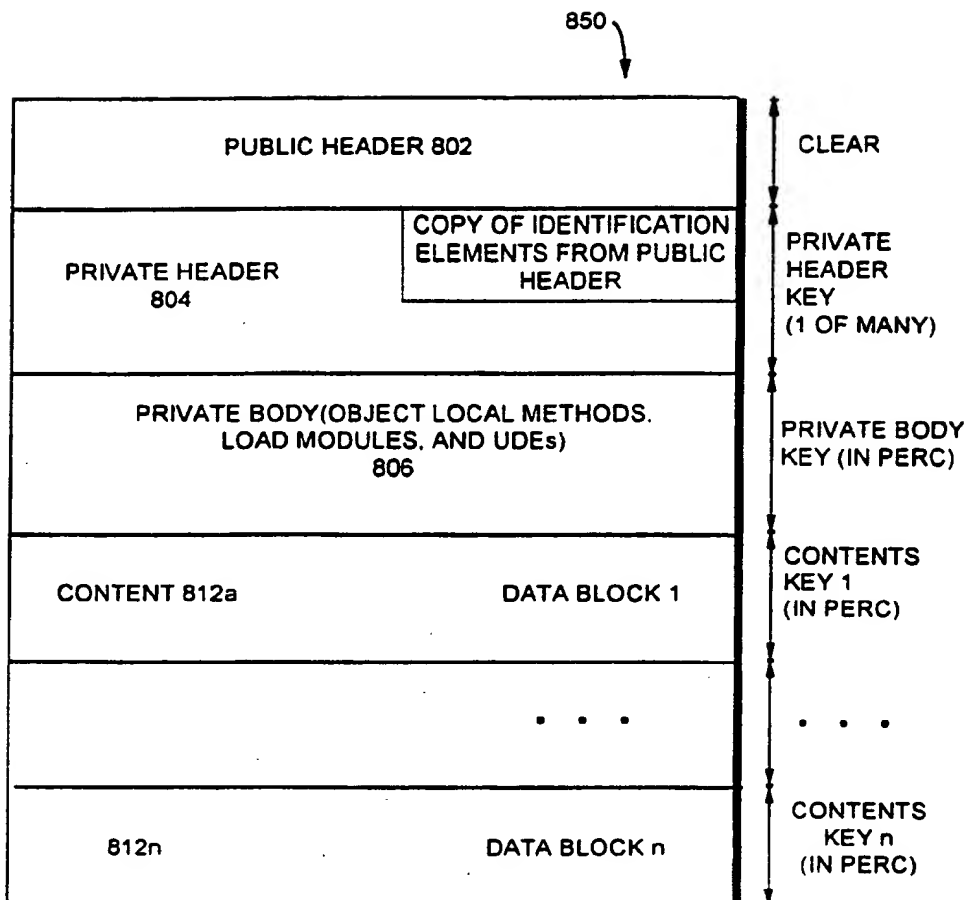 850
PUBLIC HEADER 802
CLEAR
PRIVATE HEADER
804
COPY OF IDENTIFICATION
ELEMENTS FROM PUBLIC
HEADER
PRIVATE
HEADER
KEY
(1 OF MANY)
PRIVATE BODY(OBJECT LOCAL METHODS.
LOAD MODULES, AND UDEs)
806
PRIVATE BODY
KEY (IN PERC)
CONTENT 812a
DATA BLOCK 1
CONTENTS
KEY 1
(IN PERC)
. . .
. . .
812n
DATA BLOCK n
CONTENTS
KEY n
(IN PERC)